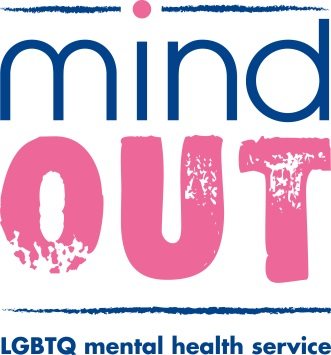 mind
OUT
LGBTQ mental health service